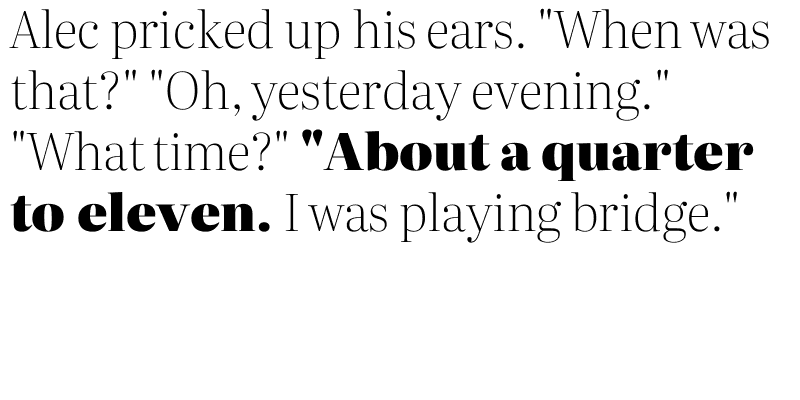 Alec pricked up his ears. "When was
that?" "Oh, yesterday evening."
"What time?" "About a quarter
to eleven. I was playing bridge."